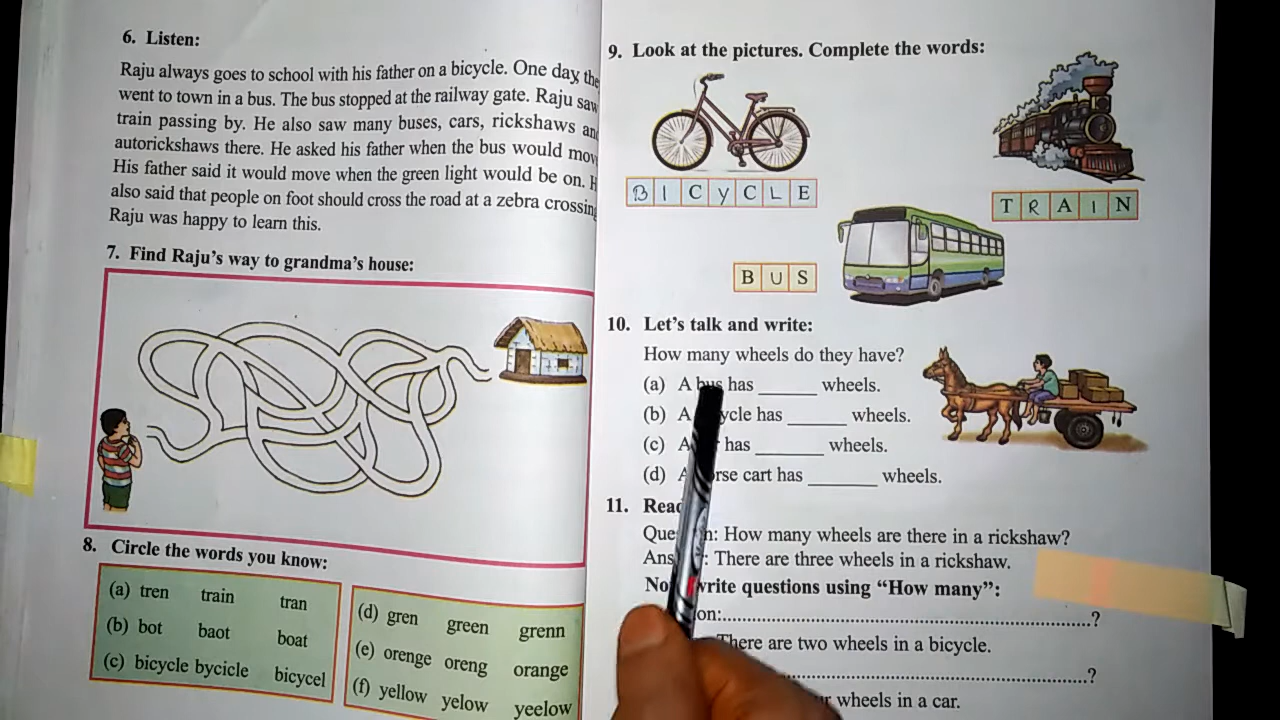 6. Listen:
Raju always goes to school with his father on a bicycle. One day, the
went to town in a bus. The bus stopped at the railway gate. Raju saw
train passing by. He also saw many buses, cars, rickshaws an
autorickshaws there. He asked his father when the bus would mov
His father said it would move when the green light would be on. H
also said that people on foot should cross the road at a zebra crossin
Raju was happy to learn this.
7. Find Raju's way to grandma's house:
8. Circle the words you know:
(a) tren train tran
(b) bot baot boat
(c) bicycle bycicle bicycel
(d) gren green grenn
(e) orenge oreng orange
(f) yellow yelow yeelow
9. Look at the pictures. Complete the words:
BICYCLE
TRAIN
BUS
10. Let's talk and write:
How many wheels do they have?
(a) A bus has ______ wheels.
(b) A ycle has ______ wheels.
(c) A has ______ wheels.
(d) A rse cart has ______ wheels.
11. Read
Que n: How many wheels are there in a rickshaw?
Ans : There are three wheels in a rickshaw.
No write questions using "How many":
on:..........?
There are two wheels in a bicycle.
..........?
wheels in a car.